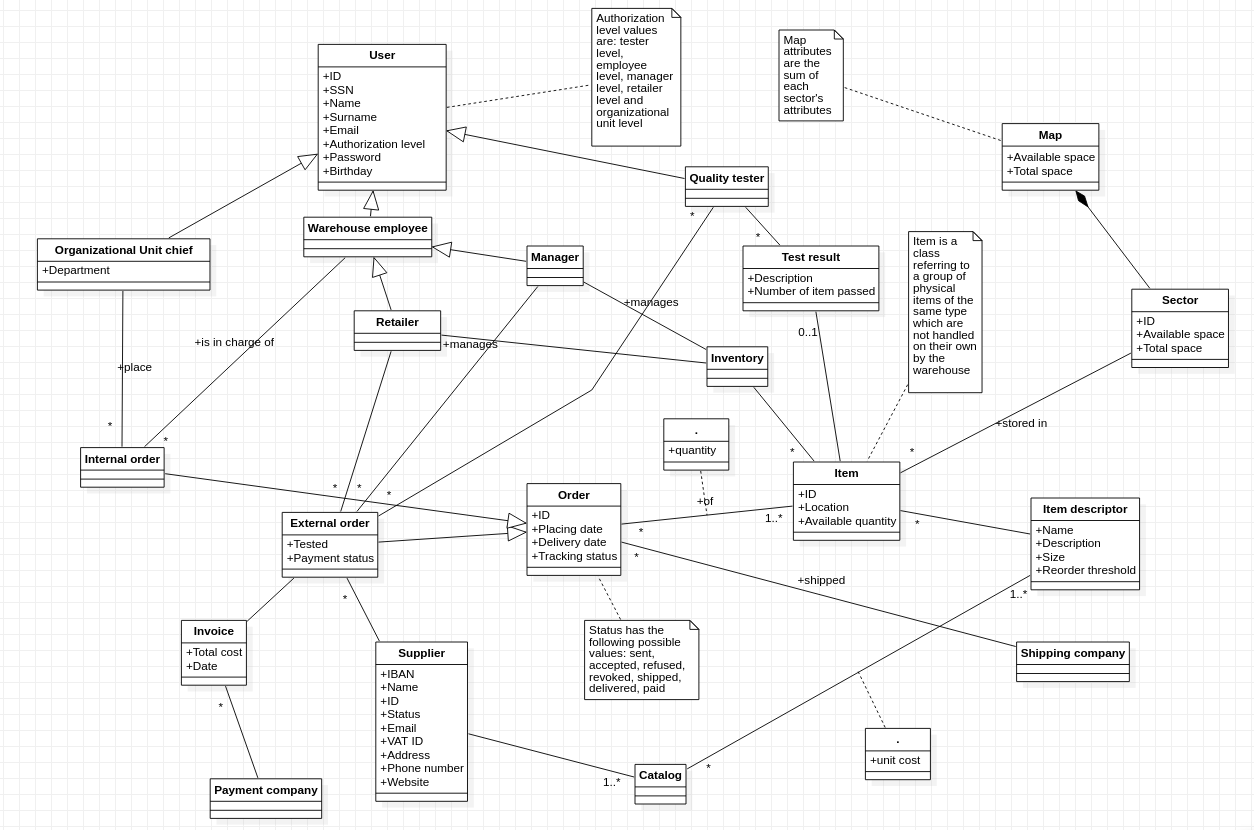 Authorization
level values
are: tester
level,
employee
level, manager
level, retailer
level and
organizational
unit level
Map
attributes
are the
sum of
each
sector's
attributes
User
+ID
+SSN
+Name
+Surname
+Email
+Authorization level
+Password
+Birthday
Map
+Available space
+Total space
Quality tester
*
*
Warehouse employee
Organizational Unit chief
+Department
Manager
Test result
+Description
+Number of item passed
Item is a
class
referring to
a group of
physical
items of the
same type
which are
not handled
on their own
by the
warehouse
Sector
+ID
+Available space
+Total space
+manages
Retailer
+manages
0..1
+is in charge of
Inventory
+place
*
*
Internal order
.
+quantity
+stored in
*
*
Item
+ID
+Location
+Available quantity
*
*
*
Order
+ID
+Placing date
+Delivery date
+Tracking status
+of
1..*
*
*
*
External order
+Tested
+Payment status
Item descriptor
+Name
+Description
+Size
+Reorder threshold
1..*
+shipped
*
Invoice
+Total cost
+Date
*
Supplier
+IBAN
+Name
+ID
+Status
+Email
+VAT ID
+Address
+Phone number
+Website
Status has the
following possible
values: sent,
accepted, refused,
revoked, shipped,
delivered, paid
Shipping company
.
+unit cost
Catalog
1..*
*
Payment company